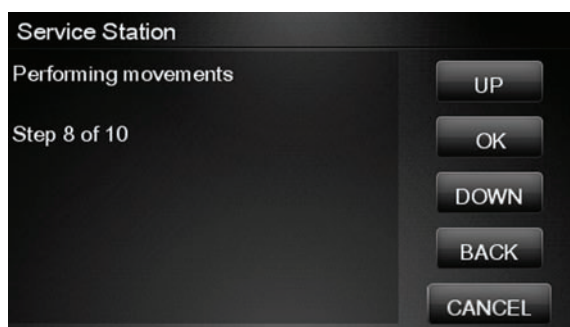 Service Station
Performing movements
Step 8 of 10
UP
OK
DOWN
BACK
CANCEL